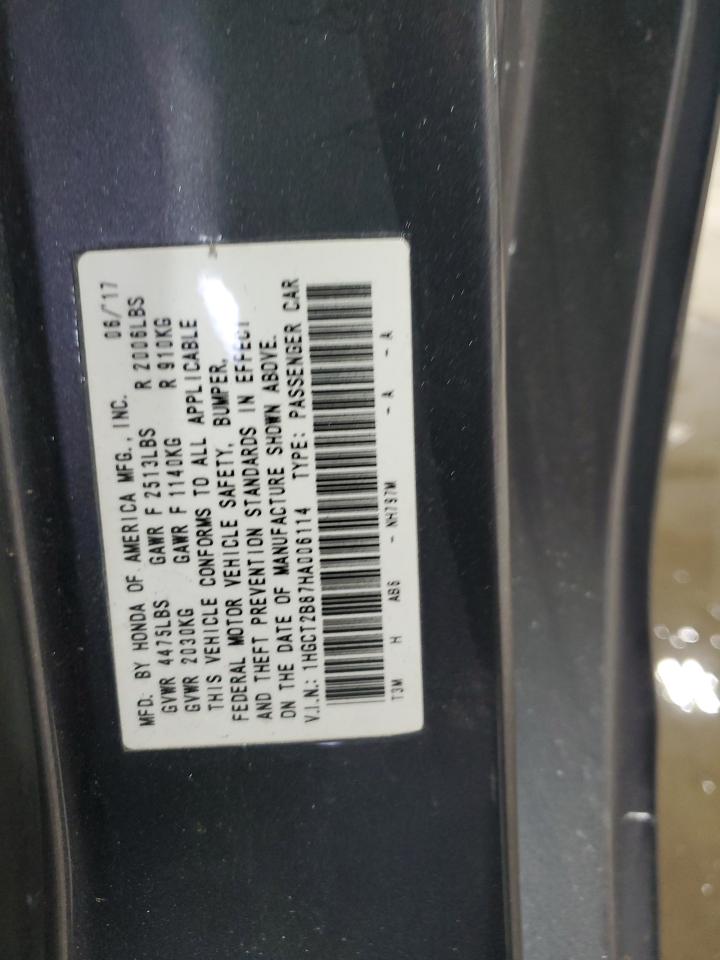 MFD. BY HONDA OF AMERICA MFG., INC. 06/'17
GVWR 4475LBS GAWR F 2513LBS R 2006LBS
GVWR 2030KG GAWR F 1140KG R 910KG
THIS VEHICLE CONFORMS TO ALL APPLICABLE
FEDERAL MOTOR VEHICLE SAFETY, BUMPER,
AND THEFT PREVENTION STANDARDS IN EFFECT
ON THE DATE OF MANUFACTURE SHOWN ABOVE.
V.I.N.: 1HGCT2B87HA006114 TYPE: PASSENGER CAR
T3M H AB6 - NH797M - A - A